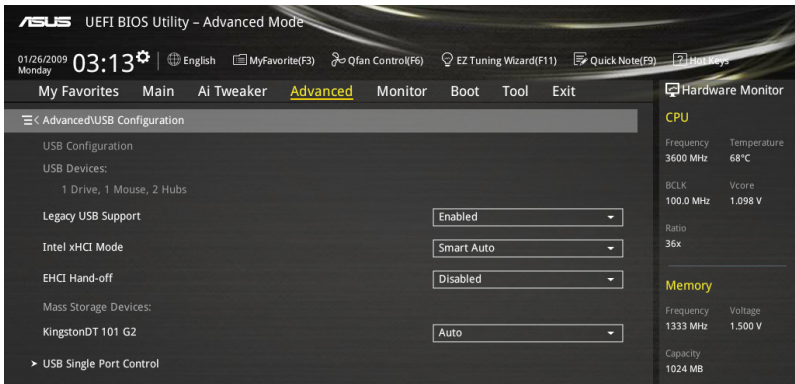 ASUS UEFI BIOS Utility – Advanced Mode
01/26/2009
Monday
03:13
English
MyFavorite(F3)
Qfan Control(F6)
EZ Tuning Wizard(F11)
Quick Note(F9)
? Hot Keys
My Favorites Main Ai Tweaker Advanced Monitor Boot Tool Exit
Hardware Monitor
Advanced\USB Configuration
USB Configuration
USB Devices:
1 Drive, 1 Mouse, 2 Hubs
Legacy USB Support Enabled
Intel xHCI Mode Smart Auto
EHCI Hand-off Disabled
Mass Storage Devices:
KingstonDT 101 G2 Auto
> USB Single Port Control
CPU
Frequency Temperature
3600 MHz 68°C
BCLK Vcore
100.0 MHz 1.098 V
Ratio
36x
Memory
Frequency Voltage
1333 MHz 1.500 V
Capacity
1024 MB